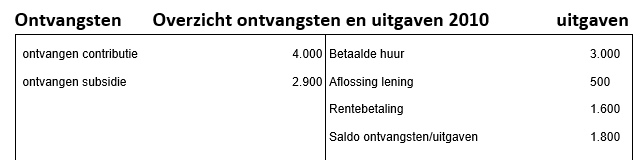 Ontvangsten Overzicht ontvangsten en uitgaven 2010 uitgaven
ontvangen contributie 4.000 Betaalde huur 3.000
ontvangen subsidie 2.900 Aflossing lening 500
Rentebetaling 1.600
Saldo ontvangsten/uitgaven 1.800